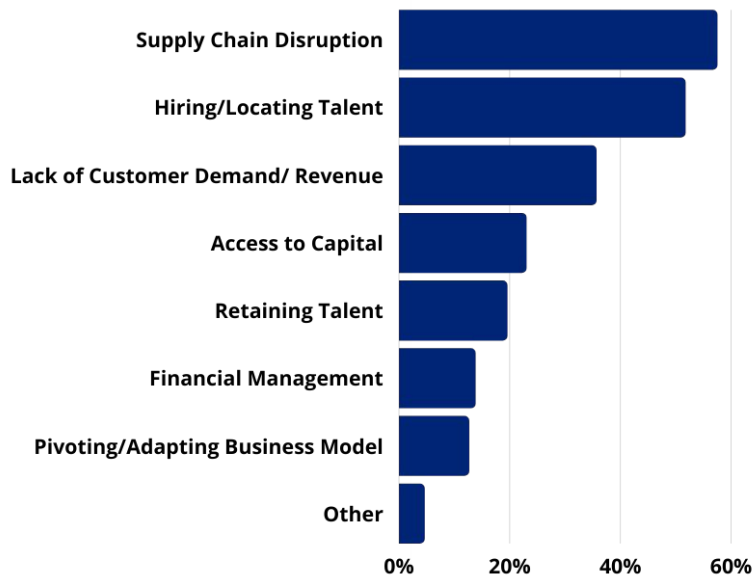 Supply Chain Disruption
Hiring/Locating Talent
Lack of Customer Demand/ Revenue
Access to Capital
Retaining Talent
Financial Management
Pivoting/Adapting Business Model
Other
0% 20% 40% 60%